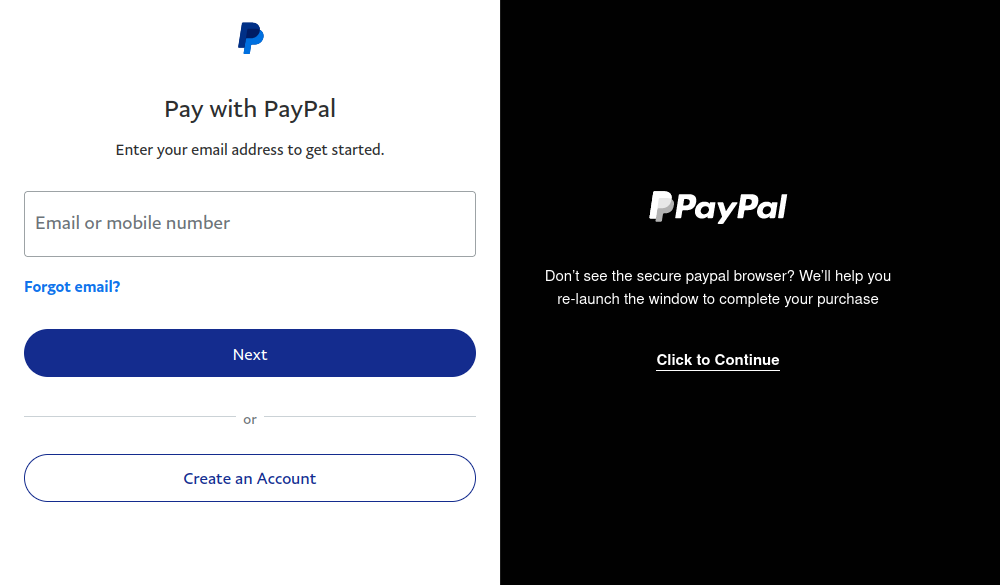 Pay with PayPal
Enter your email address to get started.
Email or mobile number
Forgot email?
Next
or
Create an Account
PayPal
Don't see the secure paypal browser? We'll help you
re-launch the window to complete your purchase
Click to Continue